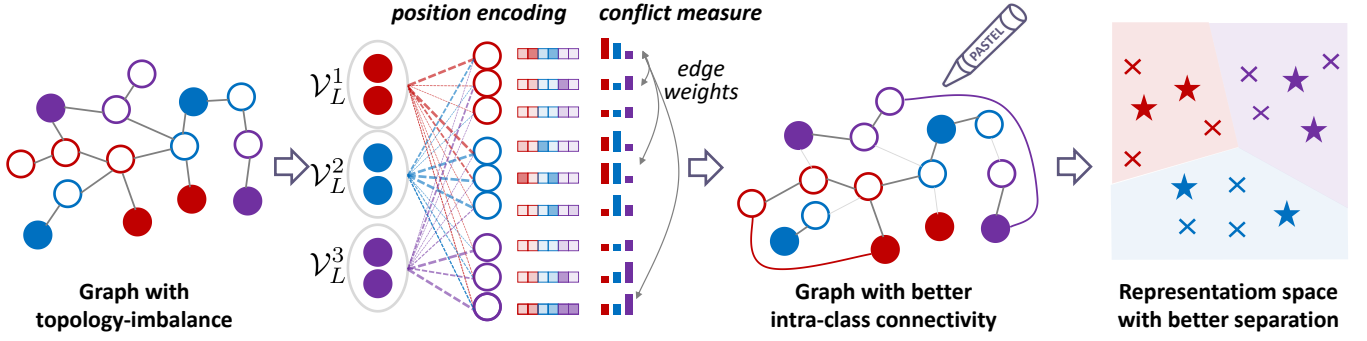 position encoding
conflict measure
PASTEL
edge
weights
𝒱_L^1
𝒱_L^2
𝒱_L^3
Graph with
topology-imbalance
Graph with better
intra-class connectivity
Representatiom space
with better separation